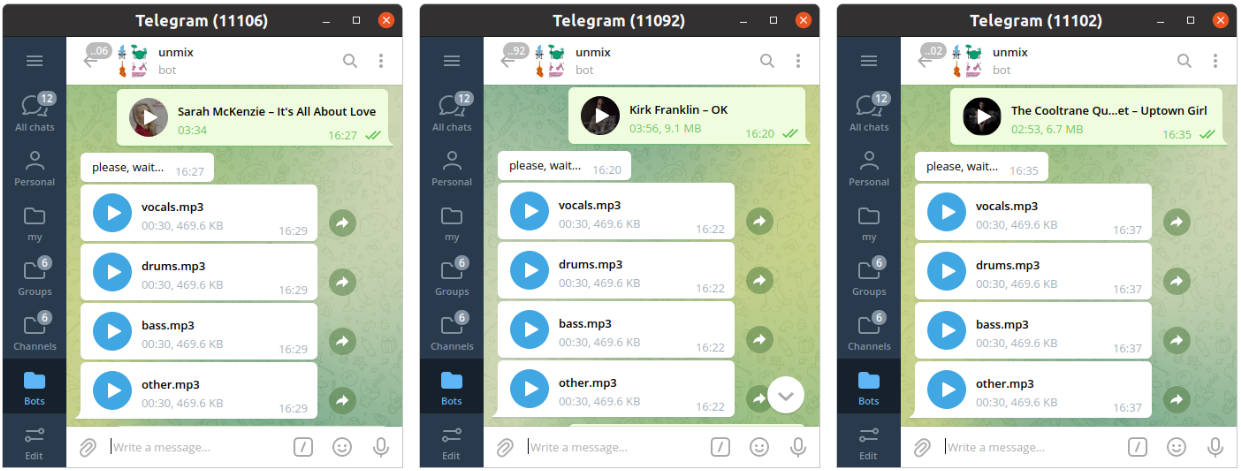 Telegram (11106)
..06
unmix
bot
12
All chats
Personal
my
6
Groups
6
Channels
Bots
Edit
Sarah McKenzie – It's All About Love
03:34
16:27
please, wait...
16:27
vocals.mp3
00:30, 469.6 KB
16:29
drums.mp3
00:30, 469.6 KB
16:29
bass.mp3
00:30, 469.6 KB
16:29
other.mp3
00:30, 469.6 KB
16:29
Write a message...
Telegram (11092)
..92
unmix
bot
12
All chats
Personal
my
6
Groups
6
Channels
Bots
Edit
Kirk Franklin – OK
03:56, 9.1 MB
16:20
please, wait...
16:20
vocals.mp3
00:30, 469.6 KB
16:22
drums.mp3
00:30, 469.6 KB
16:22
bass.mp3
00:30, 469.6 KB
16:22
other.mp3
00:30, 469.6 KB
16:22
Write a message...
Telegram (11102)
..02
unmix
bot
12
All chats
Personal
my
6
Groups
6
Channels
Bots
Edit
The Cooltrane Qu...et – Uptown Girl
02:53, 6.7 MB
16:35
please, wait...
16:35
vocals.mp3
00:30, 469.6 KB
16:37
drums.mp3
00:30, 469.6 KB
16:37
bass.mp3
00:30, 469.6 KB
16:37
other.mp3
00:30, 469.6 KB
16:37
Write a message...